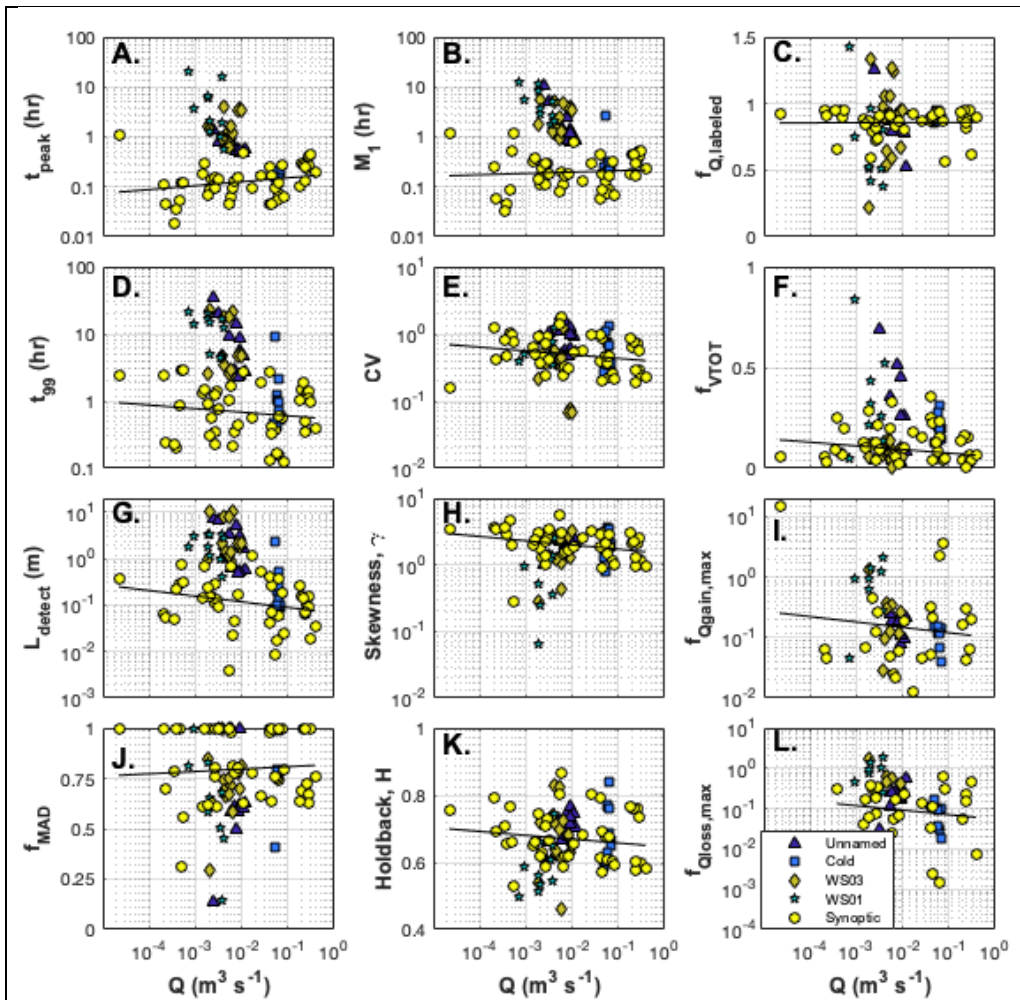 A.
100
10
1
0.1
0.01
t_peak (hr)
B.
100
10
1
0.1
0.01
M_1 (hr)
C.
1.5
1
0.5
0
f_Q,labeled
D.
100
10
1
0.1
t_99 (hr)
E.
10^1
10^0
10^-1
10^-2
CV
F.
1
0.5
0
f_VTOT
G.
10^1
10^0
10^-1
10^-2
10^-3
L_detect (m)
H.
10^1
10^0
10^-1
10^-2
Skewness, γ
I.
10^1
10^0
10^-1
10^-2
f_Qgain,max
J.
1
0.75
0.5
0.25
0
f_MAD
10^-4 10^-3 10^-2 10^-1 10^0
Q (m^3 s^-1)
K.
0.8
0.6
0.4
Holdback, H
10^-4 10^-3 10^-2 10^-1 10^0
Q (m^3 s^-1)
L.
10^1
10^0
10^-1
10^-2
10^-3
10^-4
f_Qloss,max
Unnamed
Cold
WS03
WS01
Synoptic
10^-4 10^-3 10^-2 10^-1 10^0
Q (m^3 s^-1)